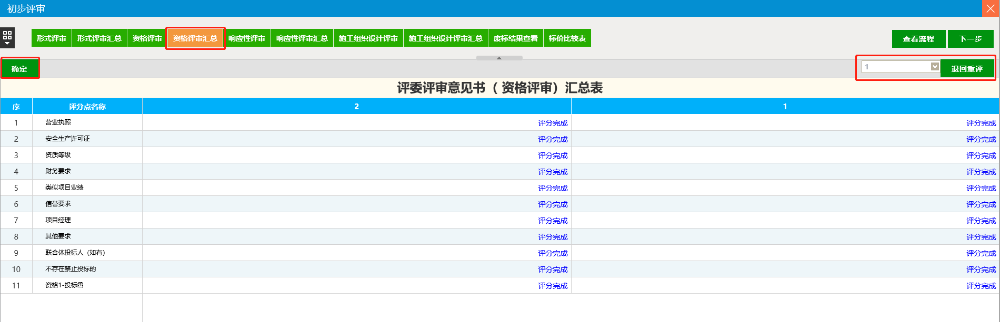 初步评审
形式评审 形式评审汇总 资格评审 资格评审汇总 响应性评审 响应性评审汇总 施工组织设计评审 施工组织设计评审汇总 废标结果查看 标价比较表 查看流程 下一步
确定 1 退回重评
评委评审意见书（ 资格评审）汇总表
序 评分点名称 2 1
1 营业执照 评分完成 评分完成
2 安全生产许可证 评分完成 评分完成
3 资质等级 评分完成 评分完成
4 财务要求 评分完成 评分完成
5 类似项目业绩 评分完成 评分完成
6 信誉要求 评分完成 评分完成
7 项目经理 评分完成 评分完成
8 其他要求 评分完成 评分完成
9 联合体投标人（如有） 评分完成 评分完成
10 不存在禁止投标的 评分完成 评分完成
11 资格1-投标函 评分完成 评分完成